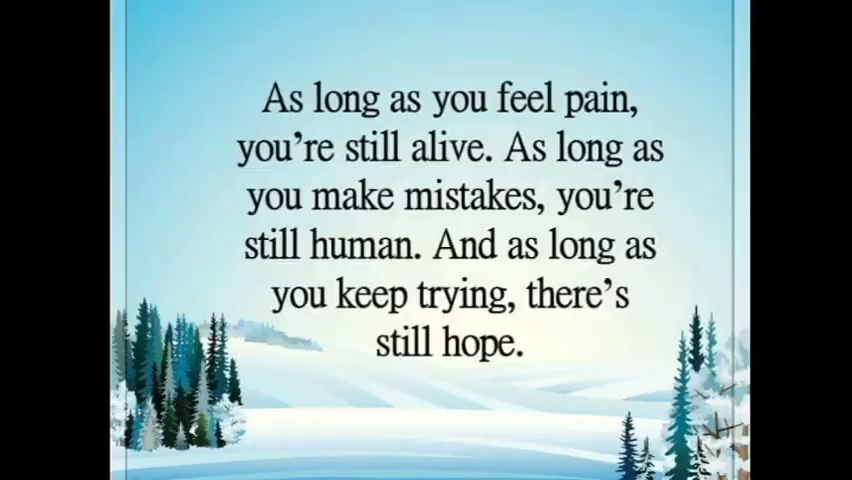 As long as you feel pain,
you’re still alive. As long as
you make mistakes, you’re
still human. And as long as
you keep trying, there’s
still hope.